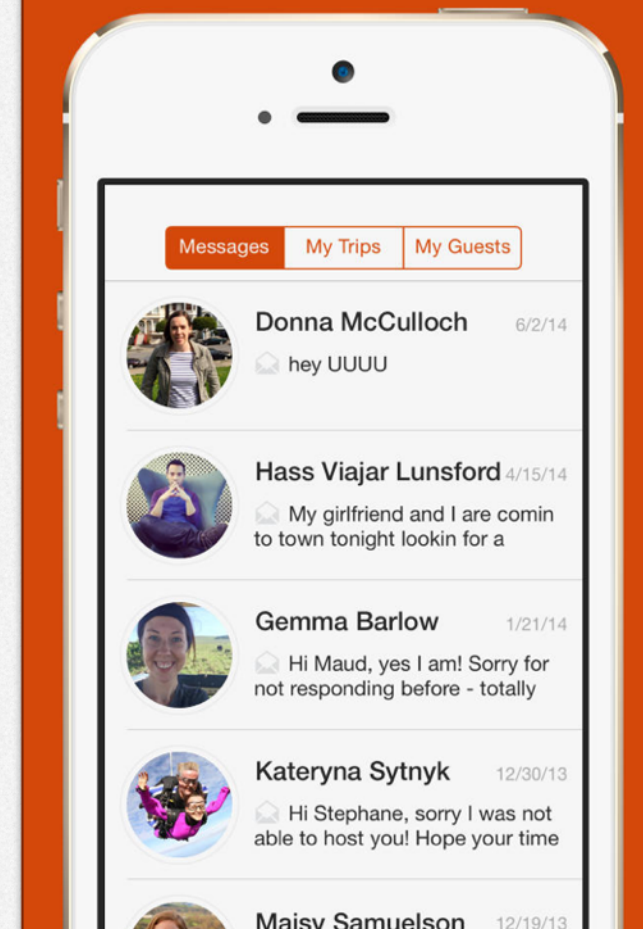 Messages My Trips My Guests
Donna McCulloch 6/2/14
hey UUUU
Hass Viajar Lunsford 4/15/14
My girlfriend and I are comin
to town tonight lookin for a
Gemma Barlow 1/21/14
Hi Maud, yes I am! Sorry for
not responding before - totally
Kateryna Sytnyk 12/30/13
Hi Stephane, sorry I was not
able to host you! Hope your time
Maisy Samuelson 12/19/13